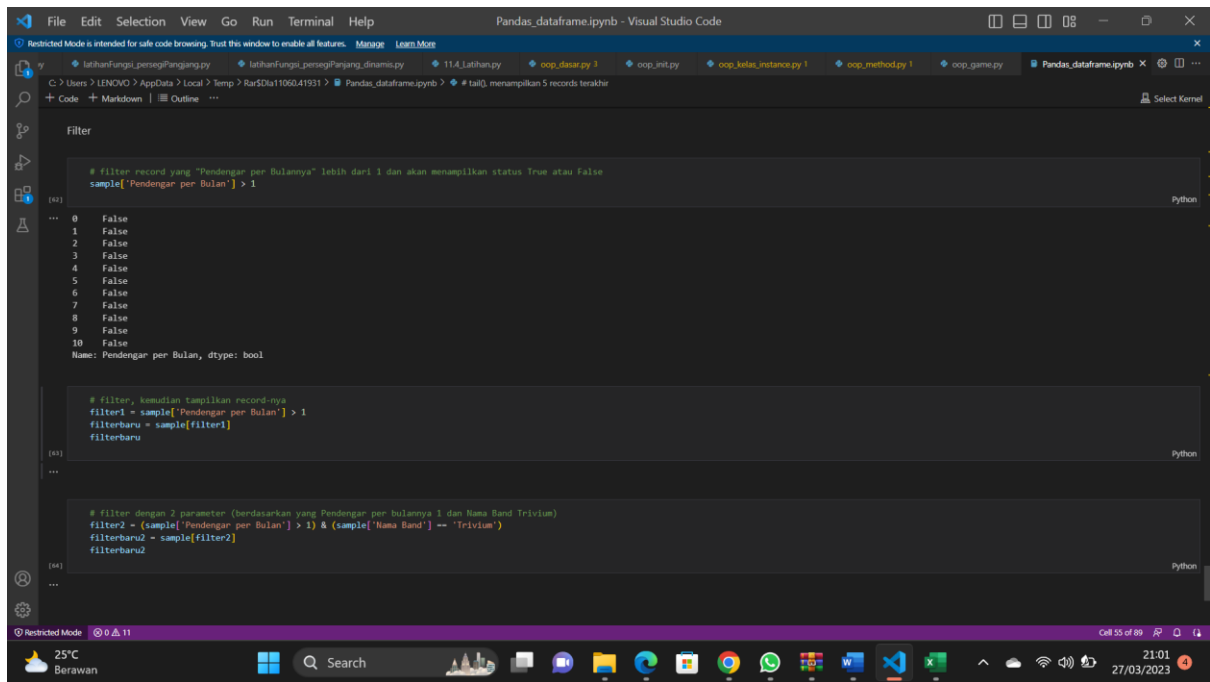 File Edit Selection View Go Run Terminal Help Pandas_dataframe.ipynb - Visual Studio Code
Restricted Mode is intended for safe code browsing. Trust this window to enable all features. Manage Learn More
latihanFungsi_persegiPangjang.py latihanFungsi_persegiPanjang_dinamis.py 11.4_Latihan.py oop_dasar.py 3 oop_init.py oop_kelas_instance.py 1 oop_method.py 1 oop_game.py Pandas_dataframe.ipynb
C: > Users > LENOVO > AppData > Local > Temp > Rar$DIa11060.41931 > Pandas_dataframe.ipynb > # tail(), menampilkan 5 records terakhir
+ Code + Markdown | Outline ... Select Kernel
Filter
# filter record yang "Pendengar per Bulannya" lebih dari 1 dan akan menampilkan status True atau False
sample['Pendengar per Bulan'] > 1
[62] Python
... 0 False
1 False
2 False
3 False
4 False
5 False
6 False
7 False
8 False
9 False
10 False
Name: Pendengar per Bulan, dtype: bool
# filter, kemudian tampilkan record-nya
filter1 = sample['Pendengar per Bulan'] > 1
filterbaru = sample[filter1]
filterbaru
[63] Python
...
# filter dengan 2 parameter (berdasarkan yang Pendengar per bulannya 1 dan Nama Band Trivium)
filter2 = (sample['Pendengar per Bulan'] > 1) & (sample['Nama Band'] == 'Trivium')
filterbaru2 = sample[filter2]
filterbaru2
[64] Python
...
Restricted Mode 0 11 Cell 55 of 89
25°C
Berawan
Search
21:01
27/03/2023
4